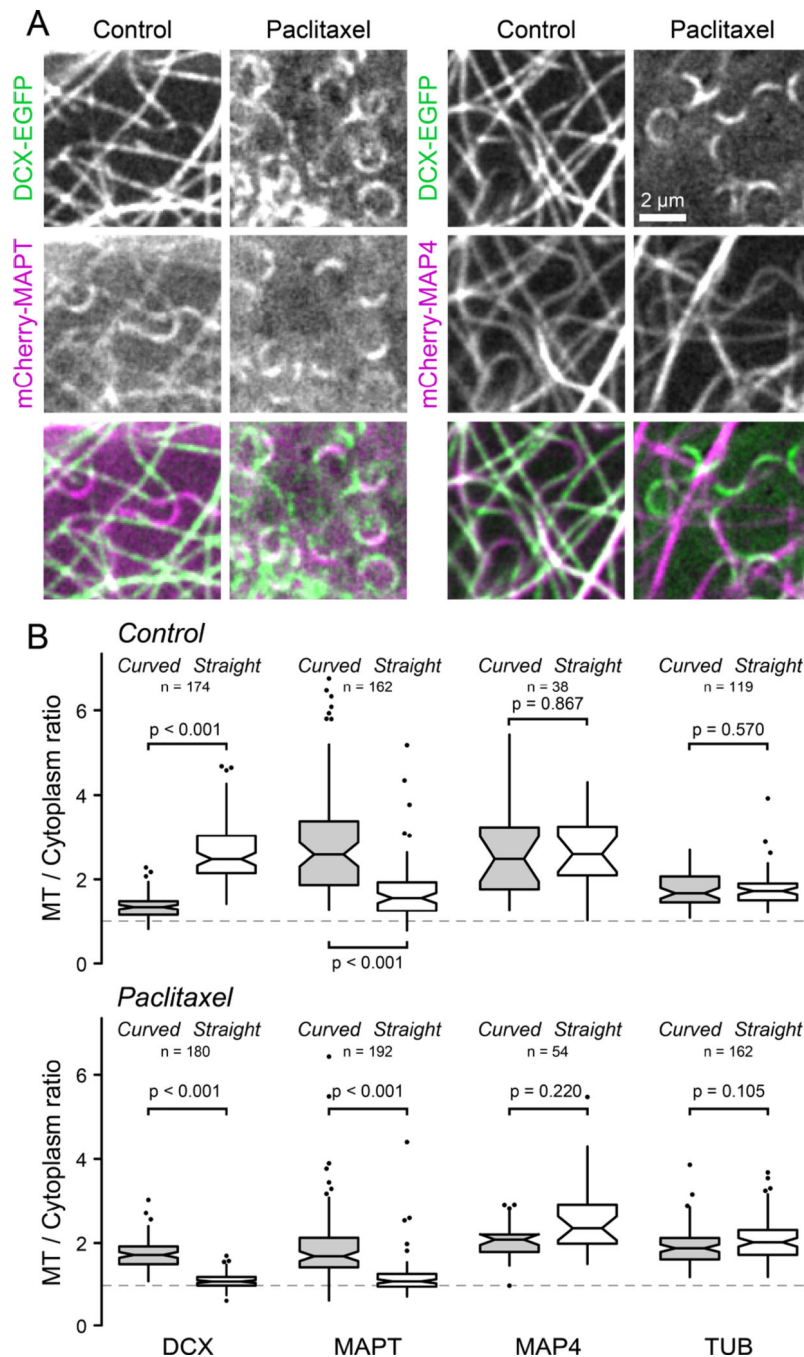 A
Control Paclitaxel Control Paclitaxel
DCX-EGFP
DCX-EGFP
2 µm
mCherry-MAPT
mCherry-MAP4
B
Control
Curved Straight Curved Straight Curved Straight Curved Straight
n = 174 n = 162 n = 38 n = 119
p < 0.001 p = 0.867 p = 0.570
p < 0.001
MT / Cytoplasm ratio
6
4
2
0
Paclitaxel
Curved Straight Curved Straight Curved Straight Curved Straight
n = 180 n = 192 n = 54 n = 162
p < 0.001 p < 0.001 p = 0.220 p = 0.105
MT / Cytoplasm ratio
6
4
2
0
DCX MAPT MAP4 TUB